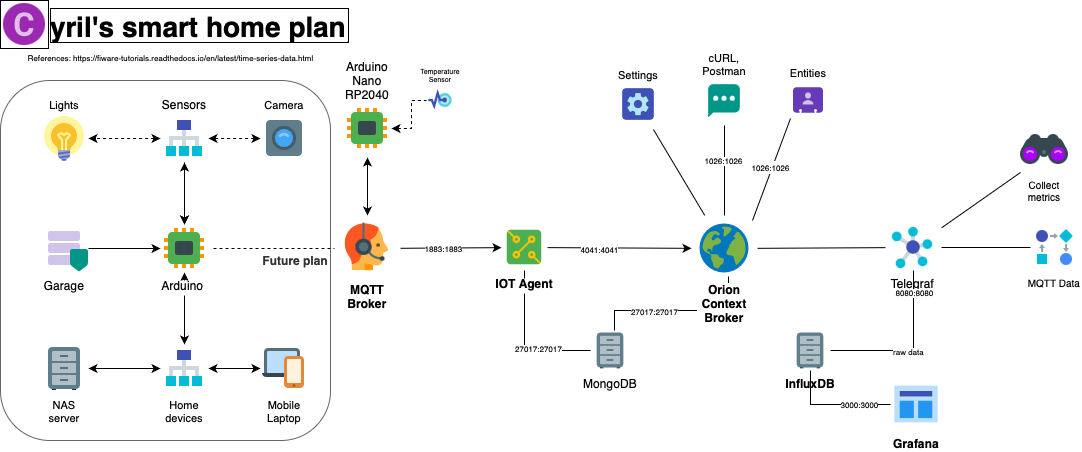 C yril's smart home plan
References: https://fiware-tutorials.readthedocs.io/en/latest/time-series-data.html
Lights
Sensors
Camera
Garage
Arduino
Future plan
NAS
server
Home
devices
Mobile
Laptop
Arduino
Nano
RP2040
Temperature
Sensor
MQTT
Broker
1883:1883
IOT Agent
4041:4041
27017:27017
27017:27017
MongoDB
Settings
cURL,
Postman
Entities
1026:1026
1026:1026
Orion
Context
Broker
Telegraf
8080:8080
raw data
InfluxDB
3000:3000
Grafana
Collect
metrics
MQTT Data